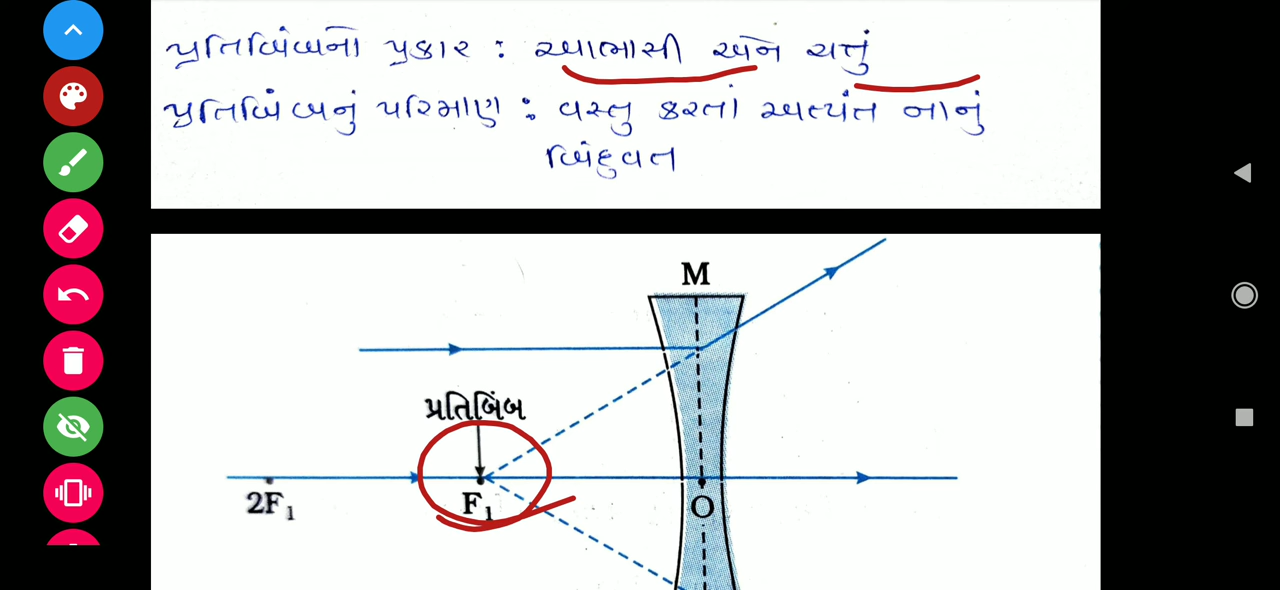 પ્રતિબિંબનો પ્રકાર : આભાસી અને ચત્તું
પ્રતિબિંબનું પરિમાણ : વસ્તુ કરતાં અત્યંત નાનું
બિંદુવત
M
પ્રતિબિંબ
2F₁ F₁ O